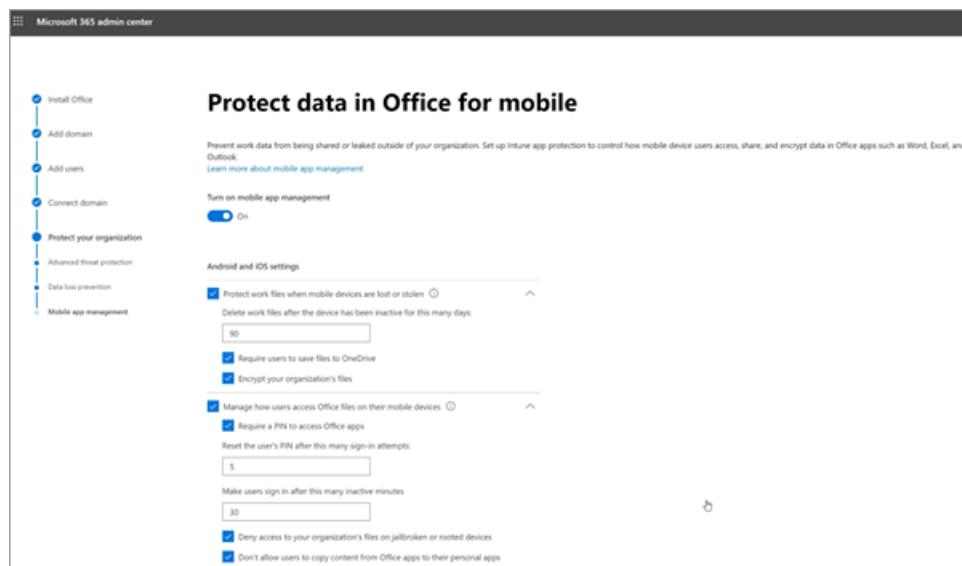 Microsoft 365 admin center
Install Office
Add domain
Add users
Connect domain
Protect your organization
Advanced threat protection
Data loss prevention
Mobile app management
Protect data in Office for mobile
Prevent work data from being shared or leaked outside of your organization. Set up Intune app protection to control how mobile device users access, share, and encrypt data in Office apps such as Word, Excel, and
Outlook.
Learn more about mobile app management
Turn on mobile app management
On
Android and iOS settings
Protect work files when mobile devices are lost or stolen
Delete work files after the device has been inactive for this many days:
90
Require users to save files to OneDrive
Encrypt your organization's files
Manage how users access Office files on their mobile devices
Require a PIN to access Office apps
Reset the user's PIN after this many sign-in attempts:
5
Make users sign in after this many inactive minutes
30
Deny access to your organization's files on jailbroken or rooted devices
Don't allow users to copy content from Office apps to their personal apps